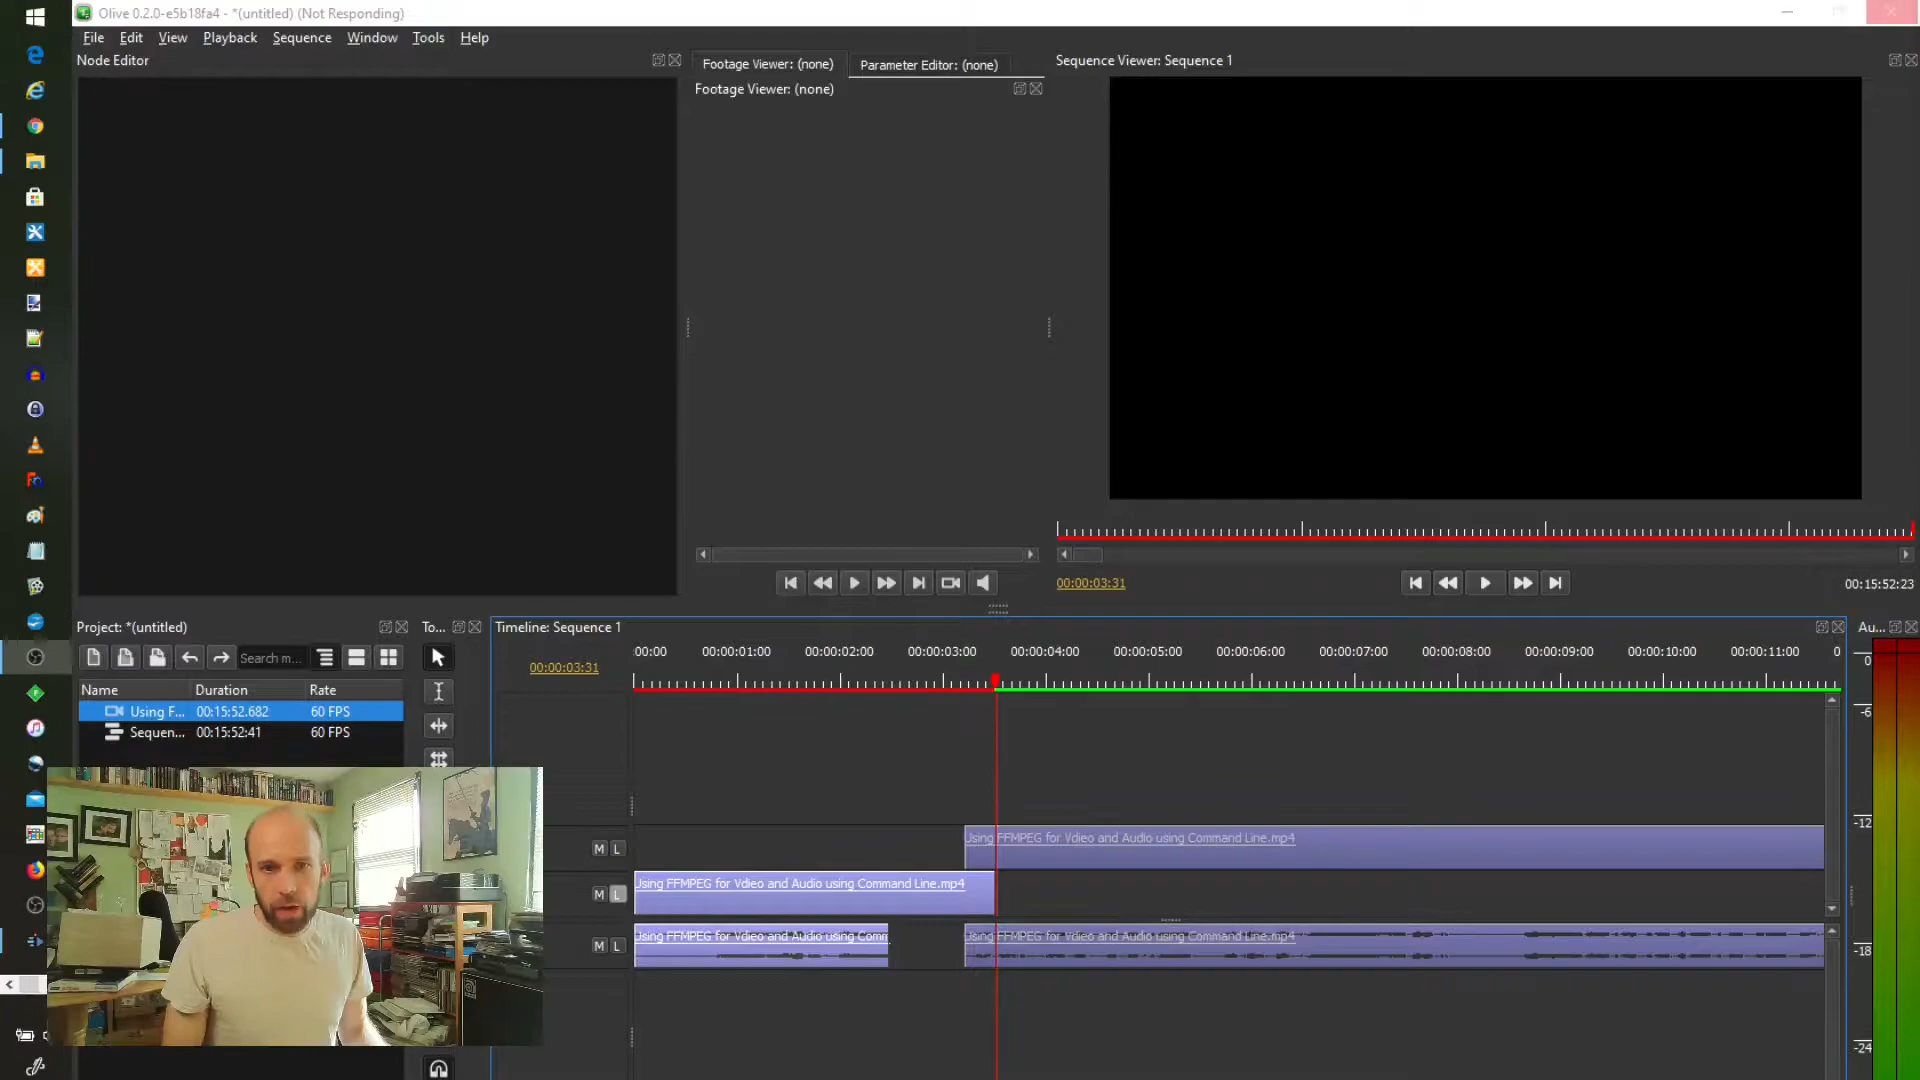 Olive 0.2.0-e5b18fa4 - *(untitled) (Not Responding)
File Edit View Playback Sequence Window Tools Help
Node Editor
Footage Viewer: (none)
Parameter Editor: (none)
Footage Viewer: (none)
Sequence Viewer: Sequence 1
00:00:03:31
00:15:52:23
Project: *(untitled)
To...
Timeline: Sequence 1
Au...
Search m...
00:00:03:31
:00:00 00:00:01:00 00:00:02:00 00:00:03:00 00:00:04:00 00:00:05:00 00:00:06:00 00:00:07:00 00:00:08:00 00:00:09:00 00:00:10:00 00:00:11:00 0
Name Duration Rate
Using F... 00:15:52.682 60 FPS
Sequen... 00:15:52:41 60 FPS
M L
Using FFMPEG for Vdieo and Audio using Command Line.mp4
M L
Using FFMPEG for Vdieo and Audio using Command Line.mp4
M L
Using FFMPEG for Vdieo and Audio using Comm
Using FFMPEG for Vdieo and Audio using Command Line.mp4
0
-6
-12
-18
-24